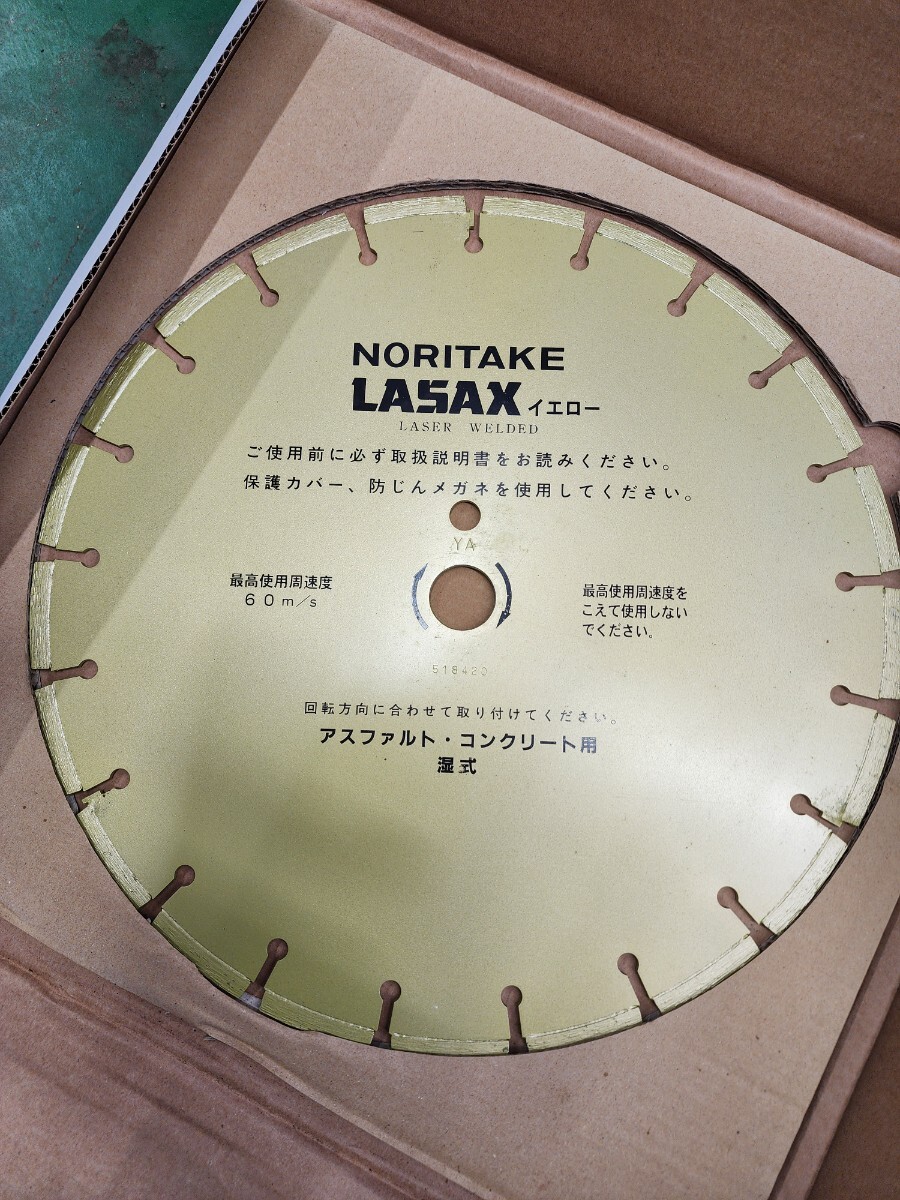 NORITAKE
LASAX イエロー
LASER WELDED
ご使用前に必ず取扱説明書をお読みください。
保護カバー、防じんメガネを使用してください。
YA
最高使用周速度
60m/s
最高使用周速度を
こえて使用しない
でください。
518420
回転方向に合わせて取り付けてください。
アスファルト・コンクリート用
湿式